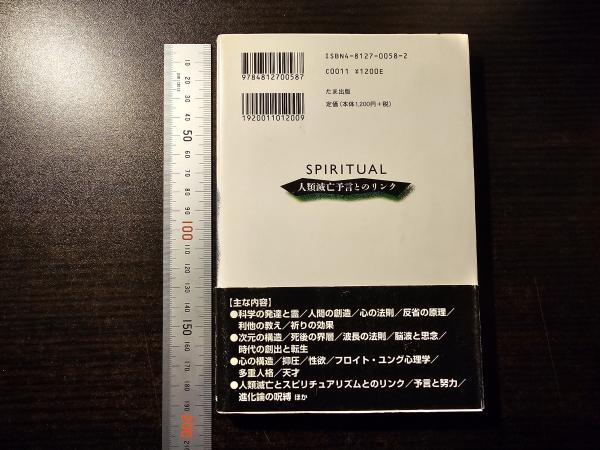 ISBN4-8127-0058-2
C0011 ¥1200E
9784812700587
たま出版
定価（本体1,200円+税）
1920011012009
SPIRITUAL
人類滅亡予言とのリンク
【主な内容】
●科学の発達と霊／人間の創造／心の法則／反省の原理／
利他の教え／祈りの効果
●次元の構造／死後の界層／波長の法則／脳波と思念／
時代の創出と転生
●心の構造／抑圧／性欲／フロイト・ユング心理学／
多重人格／天才
●人類滅亡とスピリチュアリズムとのリンク／予言と努力／
進化論の呪縛 ほか
10
20
30
40
50
60
70
80
90
100
110
120
130
140
150
160
170
180
190
200